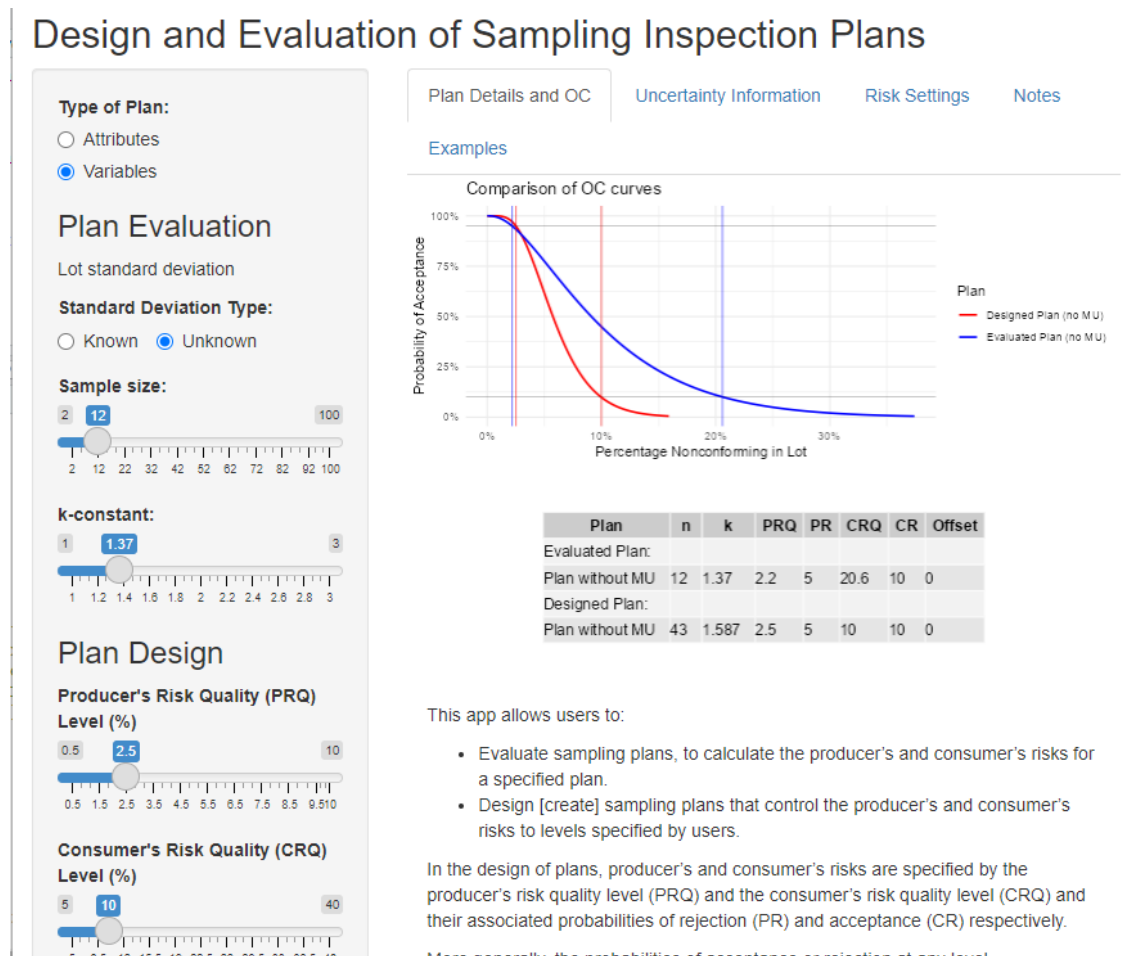 Design and Evaluation of Sampling Inspection Plans
Type of Plan:
Attributes
Variables
Plan Evaluation
Lot standard deviation
Standard Deviation Type:
Known Unknown
Sample size:
2 12 100
2 12 22 32 42 52 62 72 82 92 100
k-constant:
1 1.37 3
1 1.2 1.4 1.6 1.8 2 2.2 2.4 2.6 2.8 3
Plan Design
Producer's Risk Quality (PRQ)
Level (%)
0.5 2.5 10
0.5 1.5 2.5 3.5 4.5 5.5 6.5 7.5 8.5 9.510
Consumer's Risk Quality (CRQ)
Level (%)
5 10 40
Plan Details and OC Uncertainty Information Risk Settings Notes
Examples
Comparison of OC curves
Probability of Acceptance
100%
75%
50%
25%
0%
0% 10% 20% 30%
Percentage Nonconforming in Lot
Plan
Designed Plan (no MU)
Evaluated Plan (no MU)
Plan n k PRQ PR CRQ CR Offset
Evaluated Plan:
Plan without MU 12 1.37 2.2 5 20.6 10 0
Designed Plan:
Plan without MU 43 1.587 2.5 5 10 10 0
This app allows users to:
• Evaluate sampling plans, to calculate the producer's and consumer's risks for
a specified plan.
• Design [create] sampling plans that control the producer's and consumer's
risks to levels specified by users.
In the design of plans, producer's and consumer's risks are specified by the
producer's risk quality level (PRQ) and the consumer's risk quality level (CRQ) and
their associated probabilities of rejection (PR) and acceptance (CR) respectively.
More generally, the probabilities of acceptance or rejection at any level